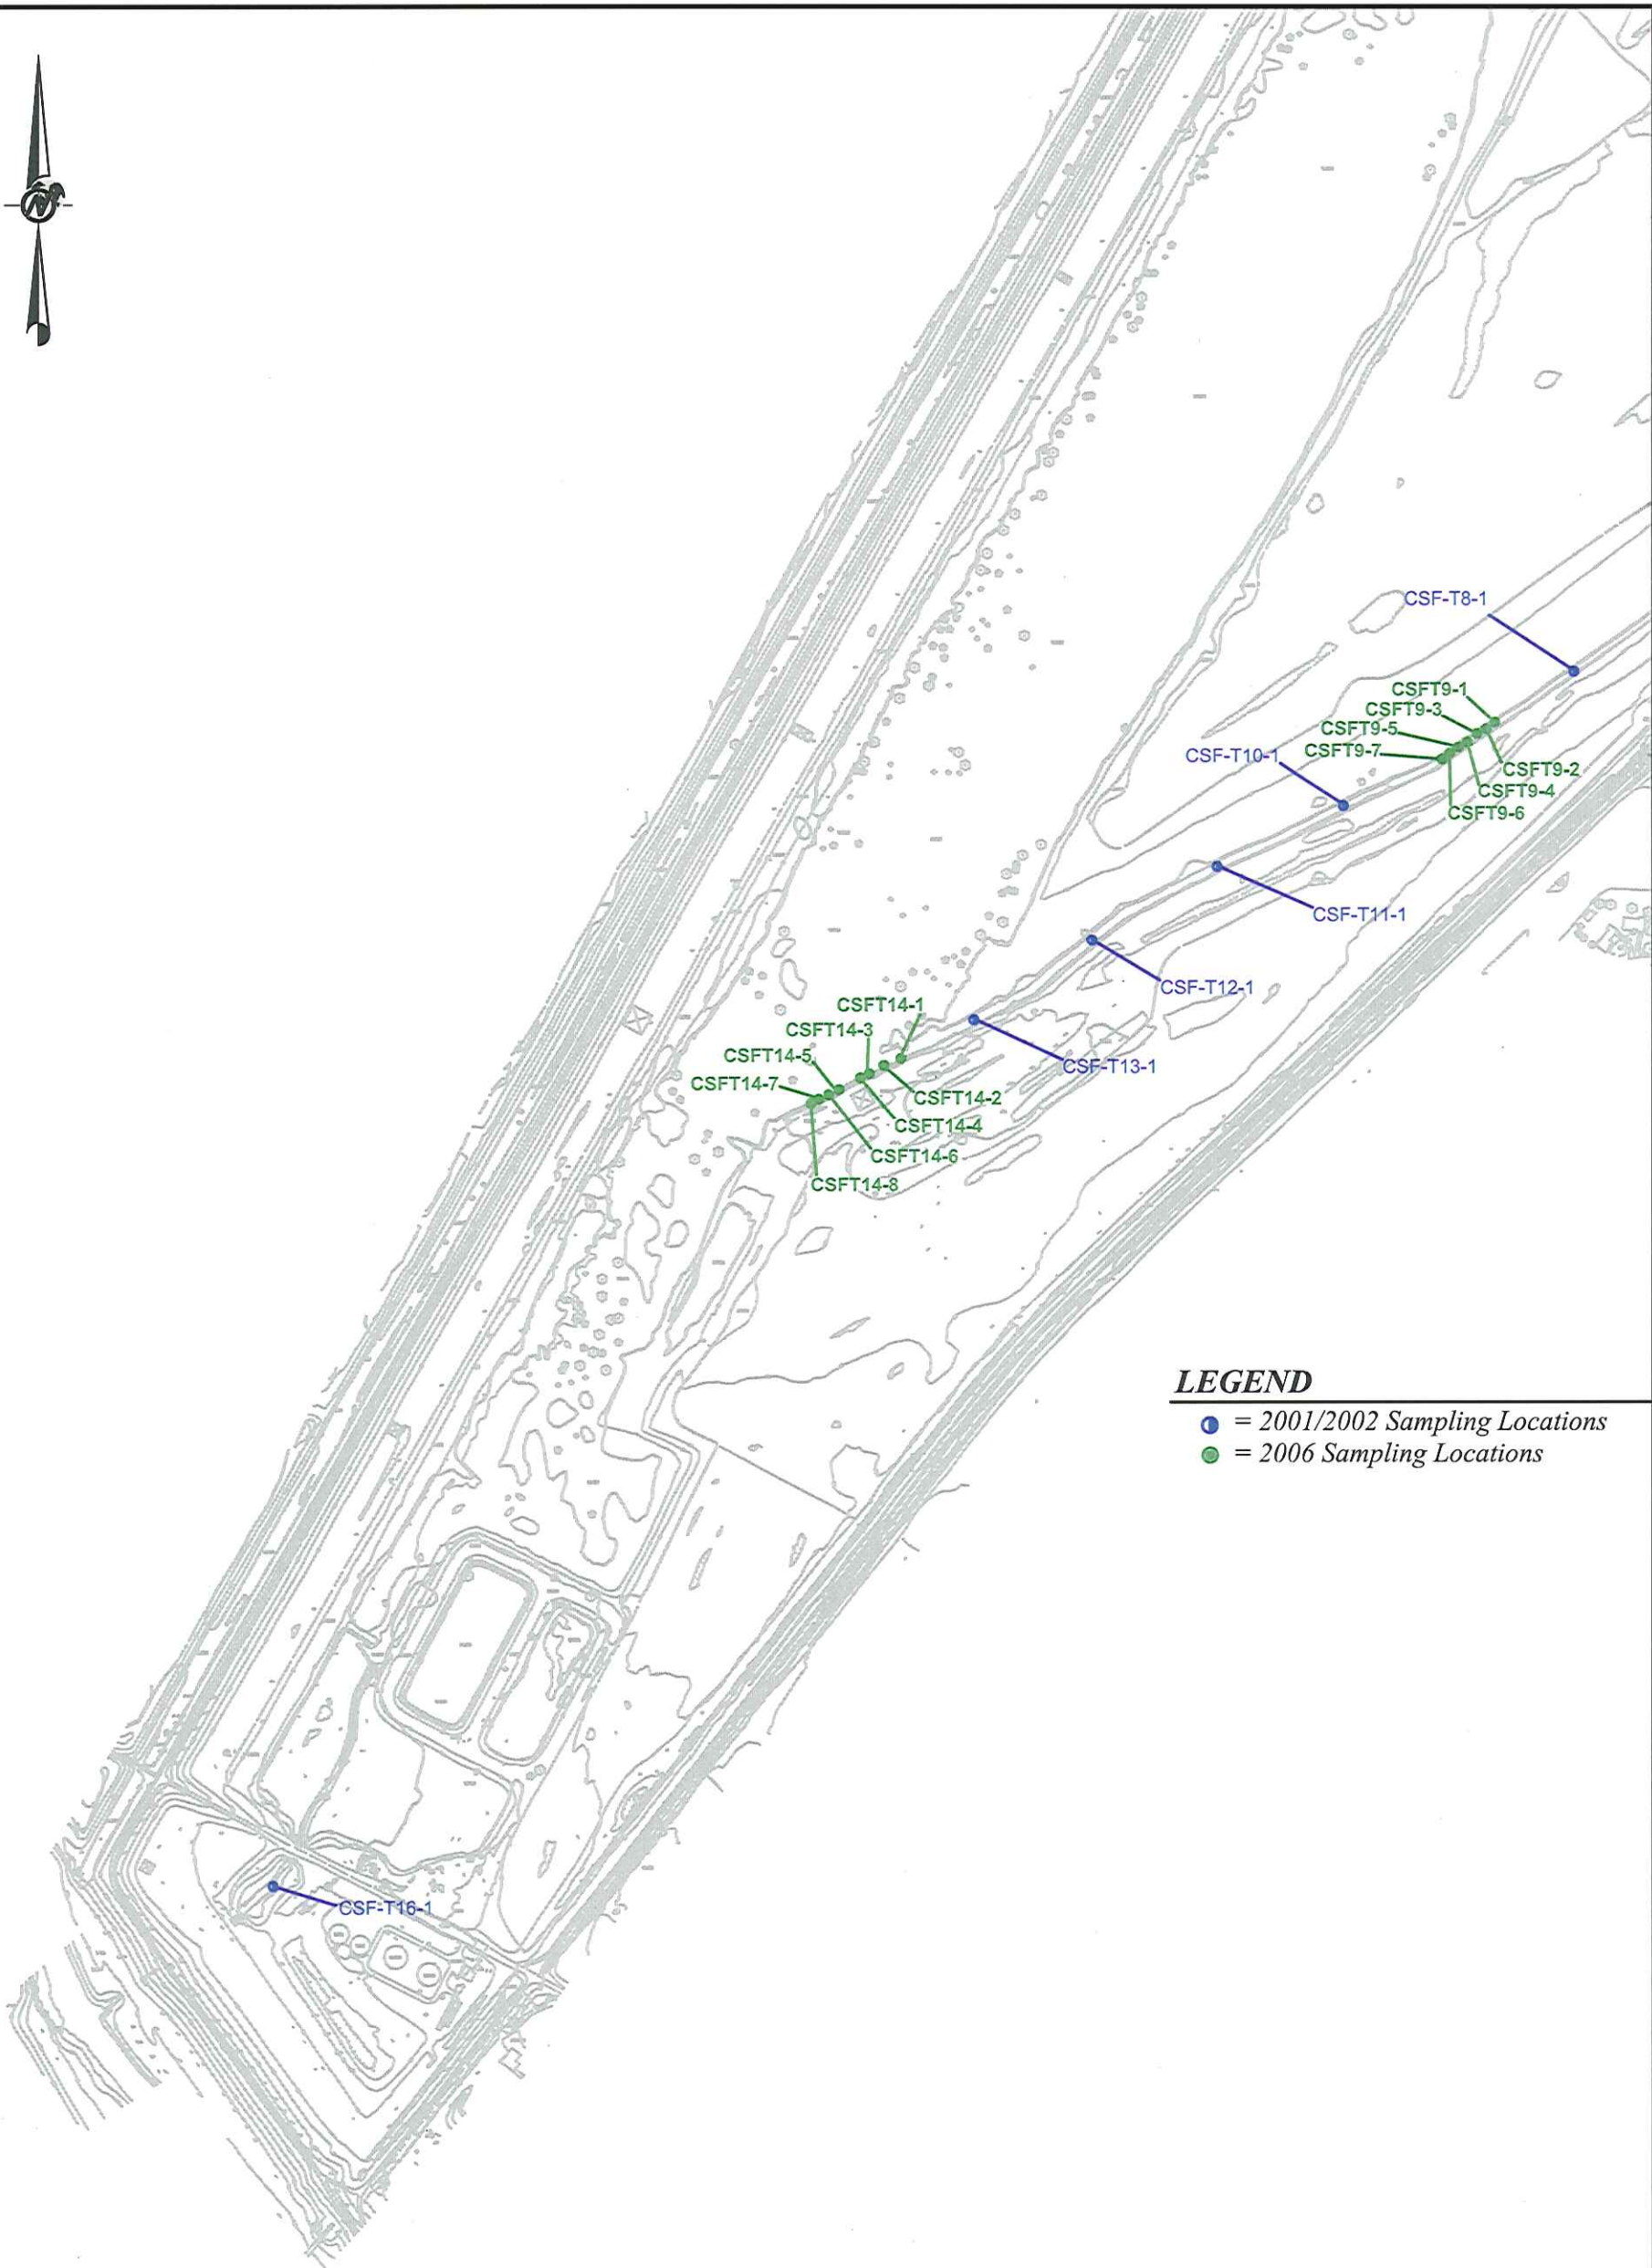 CSF-T8-1
CSFT9-1
CSFT9-3
CSFT9-5
CSFT9-7
CSF-T10-1
CSFT9-2
CSFT9-4
CSFT9-6
CSF-T11-1
CSF-T12-1
CSFT14-1
CSFT14-3
CSFT14-5
CSFT14-7
CSF-T13-1
CSFT14-2
CSFT14-4
CSFT14-6
CSFT14-8
LEGEND
= 2001/2002 Sampling Locations
= 2006 Sampling Locations
CSF-T16-1